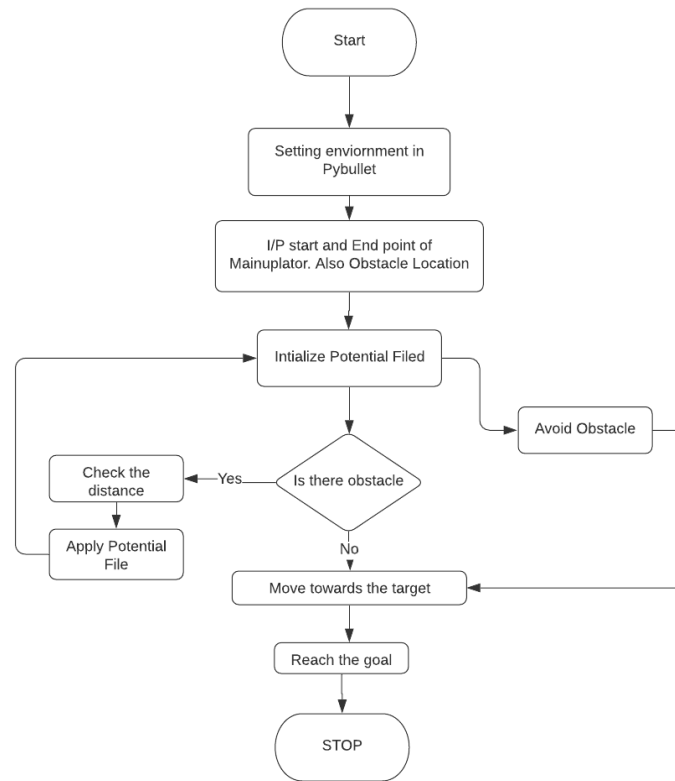 Start
Setting enviornment in
Pybullet
I/P start and End point of
Mainuplator. Also Obstacle Location
Intialize Potential Filed
Avoid Obstacle
Is there obstacle
Yes
Check the
distance
Apply Potential
File
No
Move towards the target
Reach the goal
STOP